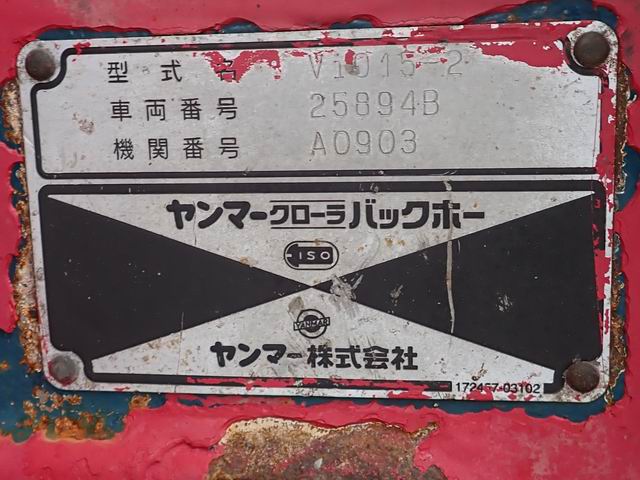 型式名 ViO15-2
車両番号 25894B
機関番号 A0903
ヤンマークローラバックホー
ISO
YANMAR
ヤンマー株式会社
172457-03102